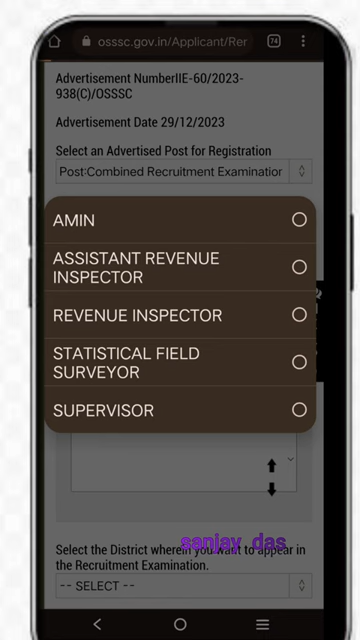 osssc.gov.in/Applicant/Rer
74
Advertisement NumberIIE-60/2023-
938(C)/OSSSC
Advertisement Date 29/12/2023
Select an Advertised Post for Registration
Post:Combined Recruitment Examination
AMIN
ASSISTANT REVENUE
INSPECTOR
REVENUE INSPECTOR
STATISTICAL FIELD
SURVEYOR
SUPERVISOR
sanjay das
Select the District wherein you want to appear in
the Recruitment Examination.
-- SELECT --